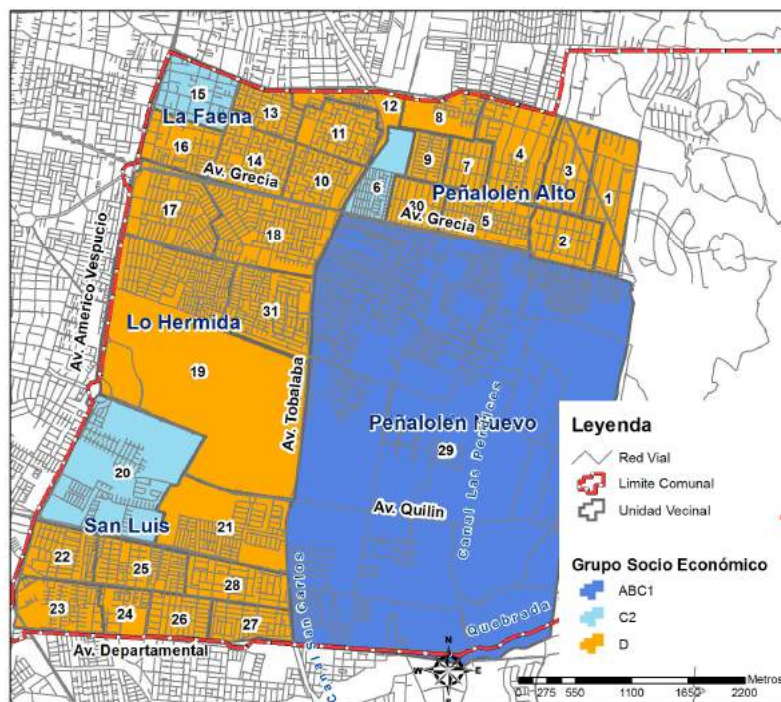 15
La Faena
13
12
8
11
16
14
Av. Grecia
10
9
7
4
3
1
6
Peñalolen Alto
30
Av. Grecia
5
2
17
18
Av. Americo Vespucio
Lo Hermida
31
19
Av. Tobalaba
Peñalolen Nuevo
29
Canal Las Perdices
20
Av. Quilín
San Luis
21
22
25
28
23
24
26
27
Canal San Carlos
Quebrada
Av. Departamental
N
W
E
S
Leyenda
Red Vial
Limite Comunal
Unidad Vecinal
Grupo Socio Económico
ABC1
C2
D
Metros
0 275 550 1100 1650 2200